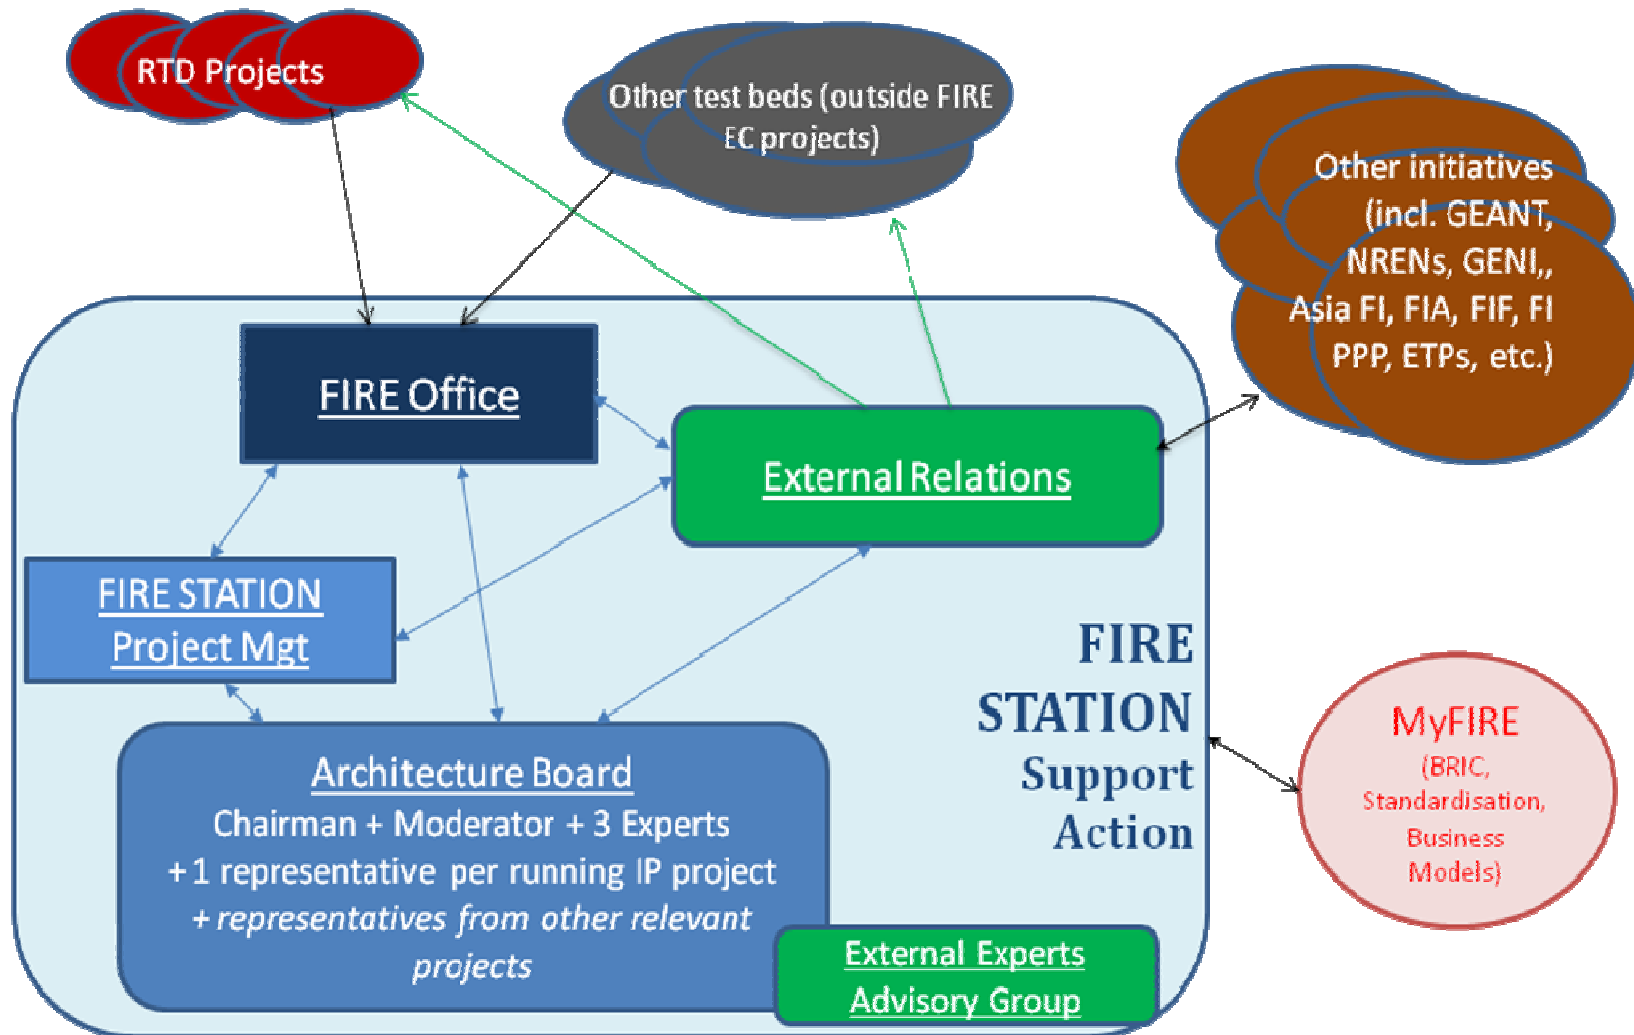 RTD Projects
Other test beds (outside FIRE
EC projects)
Other initiatives
(incl. GEANT,
NRENs, GENI,,
Asia FI, FIA, FIF, FI
PPP, ETPs, etc.)
FIRE Office
External Relations
FIRE STATION
Project Mgt
FIRE
STATION
Support
Action
MyFIRE
(BRIC,
Standardisation,
Business
Models)
Architecture Board
Chairman + Moderator + 3 Experts
+ 1 representative per running IP project
+ representatives from other relevant
projects
External Experts
Advisory Group